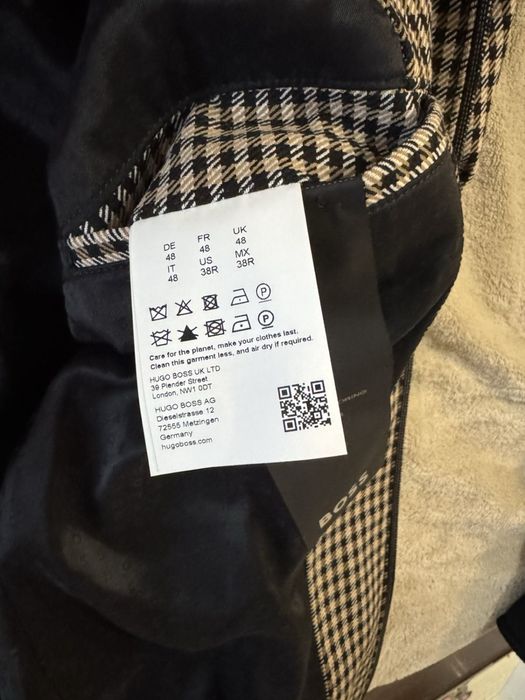 DE FR UK
48 48 48
IT US MX
48 38R 38R
P
P
Care for the planet, make your clothes last.
Clean this garment less, and air dry if required.
HUGO BOSS UK LTD
39 Plender Street
London, NW1 0DT
HUGO BOSS AG
Dieselstrasse 12
72555 Metzingen
Germany
hugoboss.com
BOSS